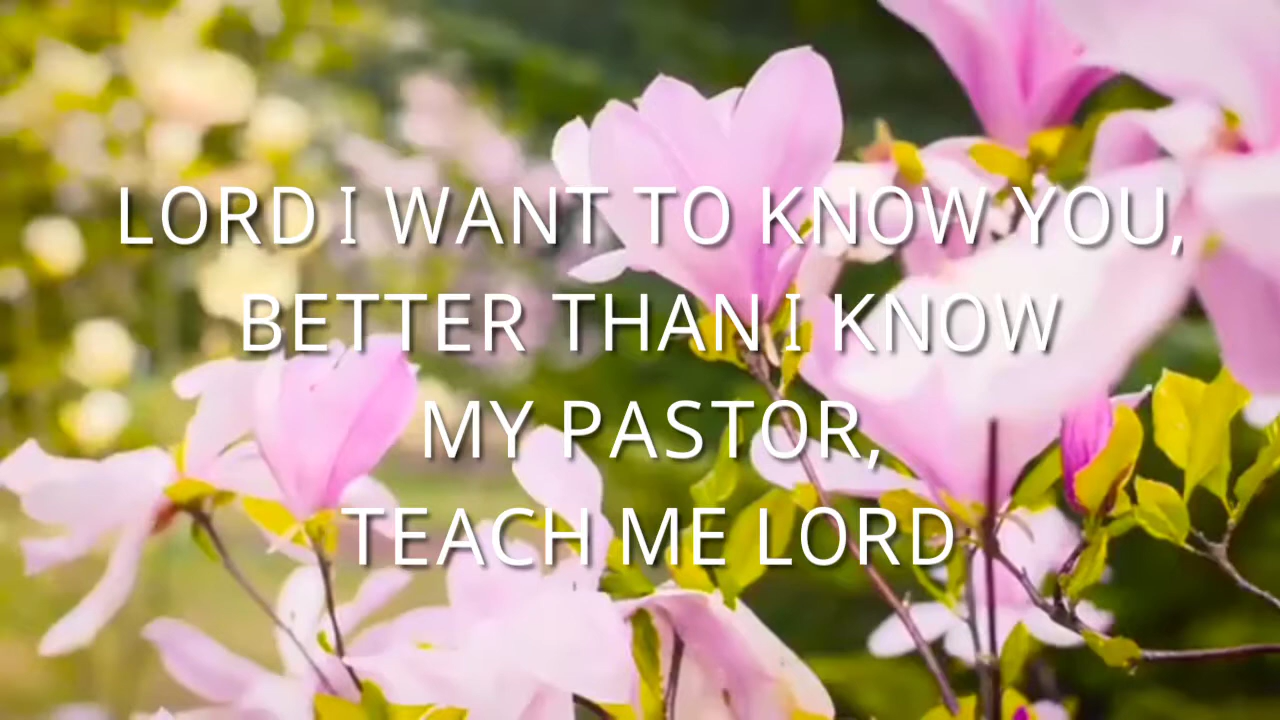 LORD I WANT TO KNOW YOU,
BETTER THAN I KNOW
MY PASTOR,
TEACH ME LORD